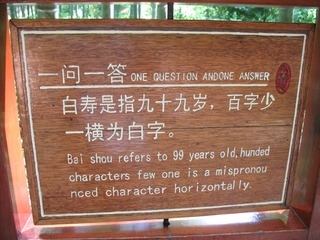 一问一答 ONE QUESTION ANDONE ANSWER
白寿是指九十九岁，百字少
一横为白字。
Bai shou refers to 99 years old,hunded
characters few one is a mispronou
nced character horizontally.